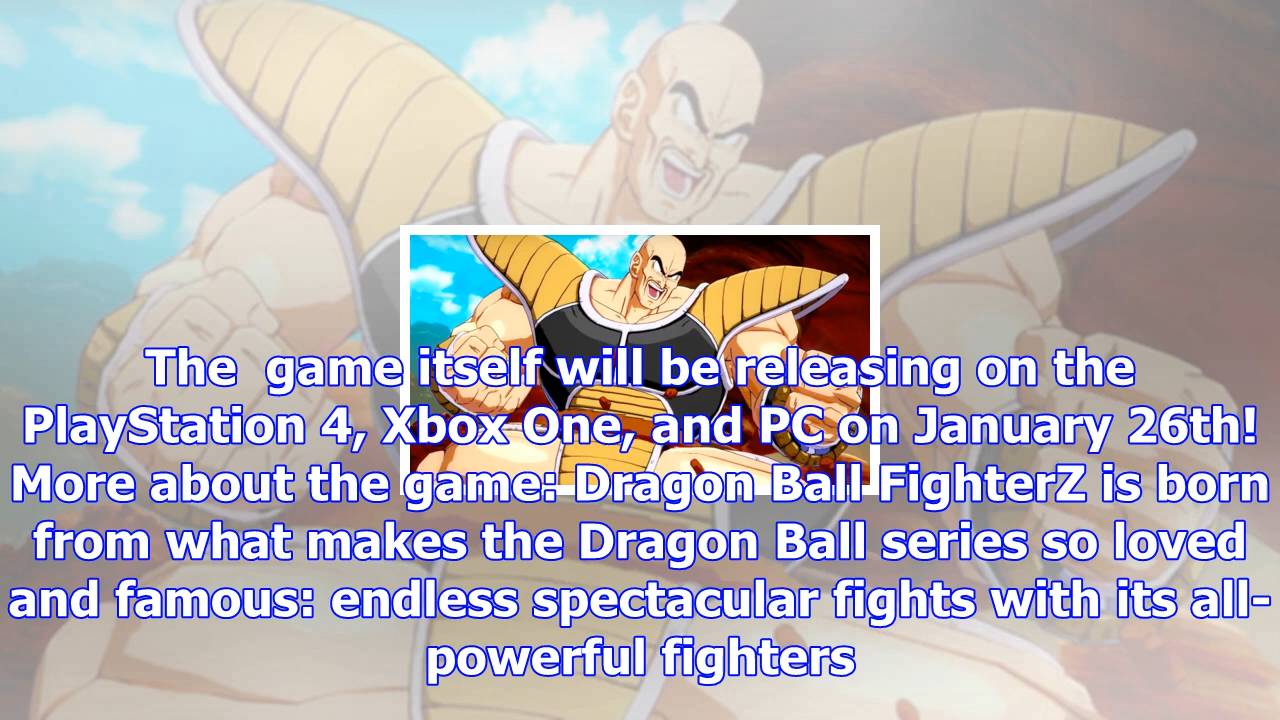 The  game itself will be releasing on the
PlayStation 4, Xbox One, and PC on January 26th!
More about the game: Dragon Ball FighterZ is born
from what makes the Dragon Ball series so loved
and famous: endless spectacular fights with its all-
powerful fighters